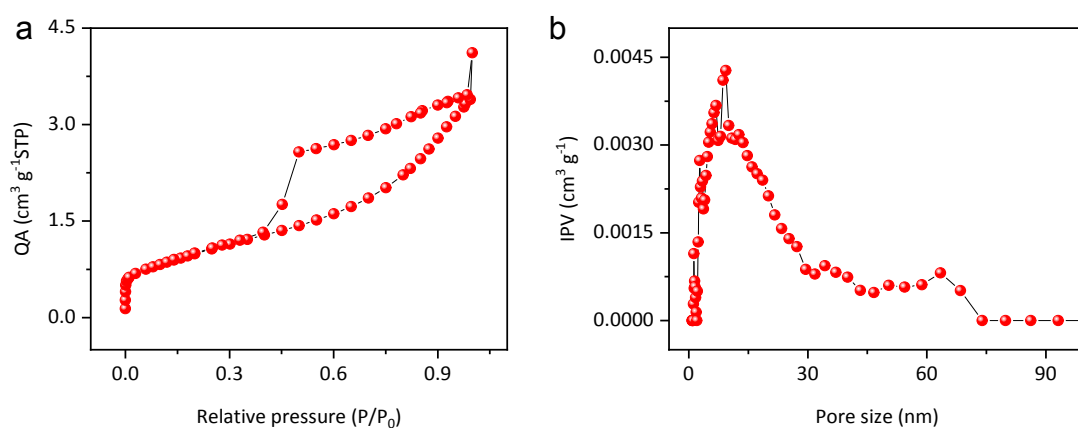 a
4.5
3.0
1.5
0.0
QA (cm³ g⁻¹STP)
0.0 0.3 0.6 0.9
Relative pressure (P/P₀)
b
0.0045
0.0030
0.0015
0.0000
IPV (cm³ g⁻¹)
0 30 60 90
Pore size (nm)